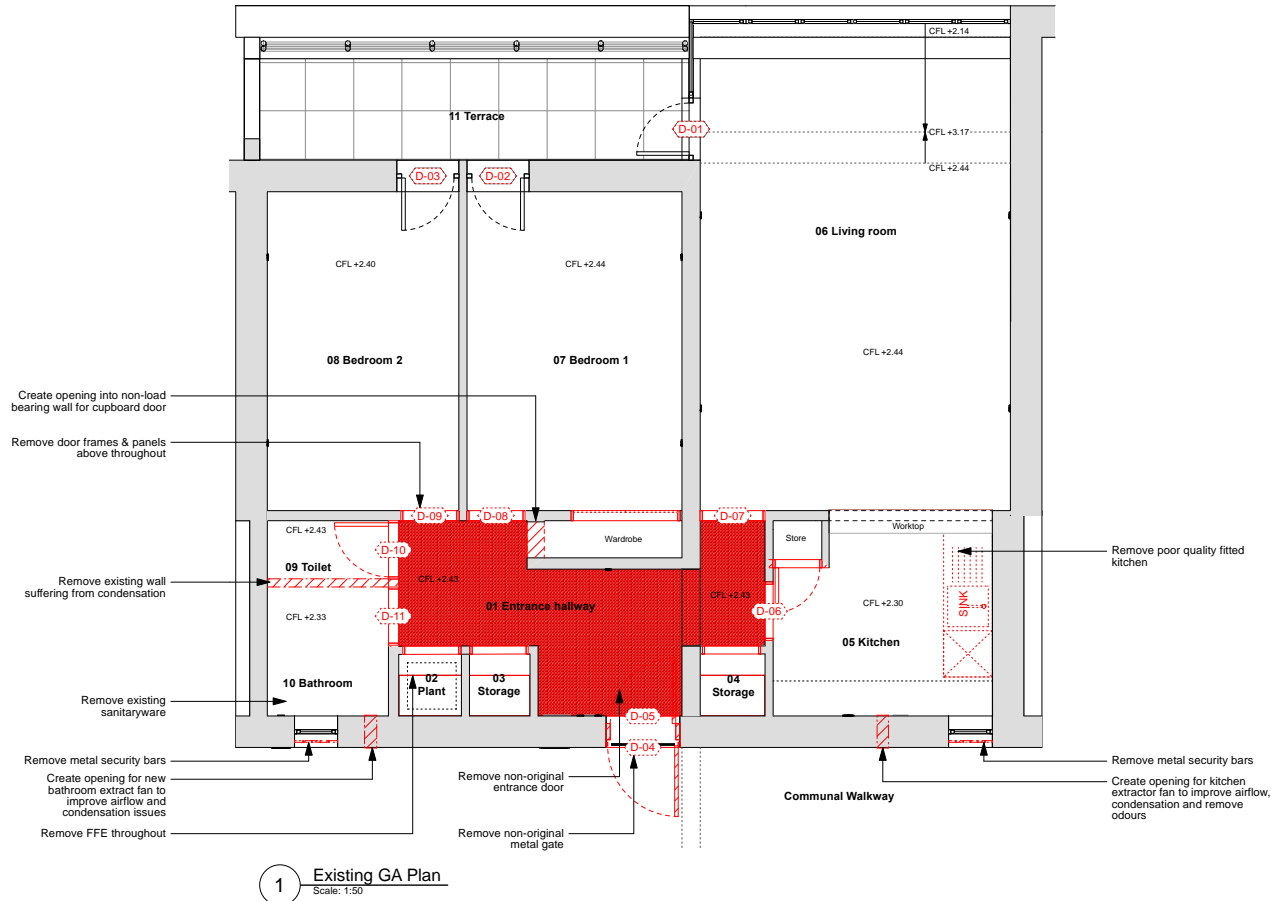 CFL +2.14
11 Terrace
D-01
CFL +3.17
CFL +2.44
D-03
D-02
06 Living room
CFL +2.40
CFL +2.44
08 Bedroom 2
07 Bedroom 1
CFL +2.44
Create opening into non-load
bearing wall for cupboard door
Remove door frames & panels
above throughout
D-09
D-08
D-07
CFL +2.43
Wardrobe
Store
Worktop
D-10
Remove poor quality fitted
kitchen
09 Toilet
Remove existing wall
suffering from condensation
CFL +2.43
CFL +2.43
01 Entrance hallway
CFL +2.33
D-11
D-06
CFL +2.30
SINK
05 Kitchen
10 Bathroom
02
Plant
03
Storage
04
Storage
Remove existing
sanitaryware
D-05
D-04
Remove metal security bars
Create opening for new
bathroom extract fan to
improve airflow and
condensation issues
Remove FFE throughout
Remove non-original
entrance door
Remove non-original
metal gate
Communal Walkway
Remove metal security bars
Create opening for kitchen
extractor fan to improve airflow,
condensation and remove
odours
1
Existing GA Plan
Scale: 1:50